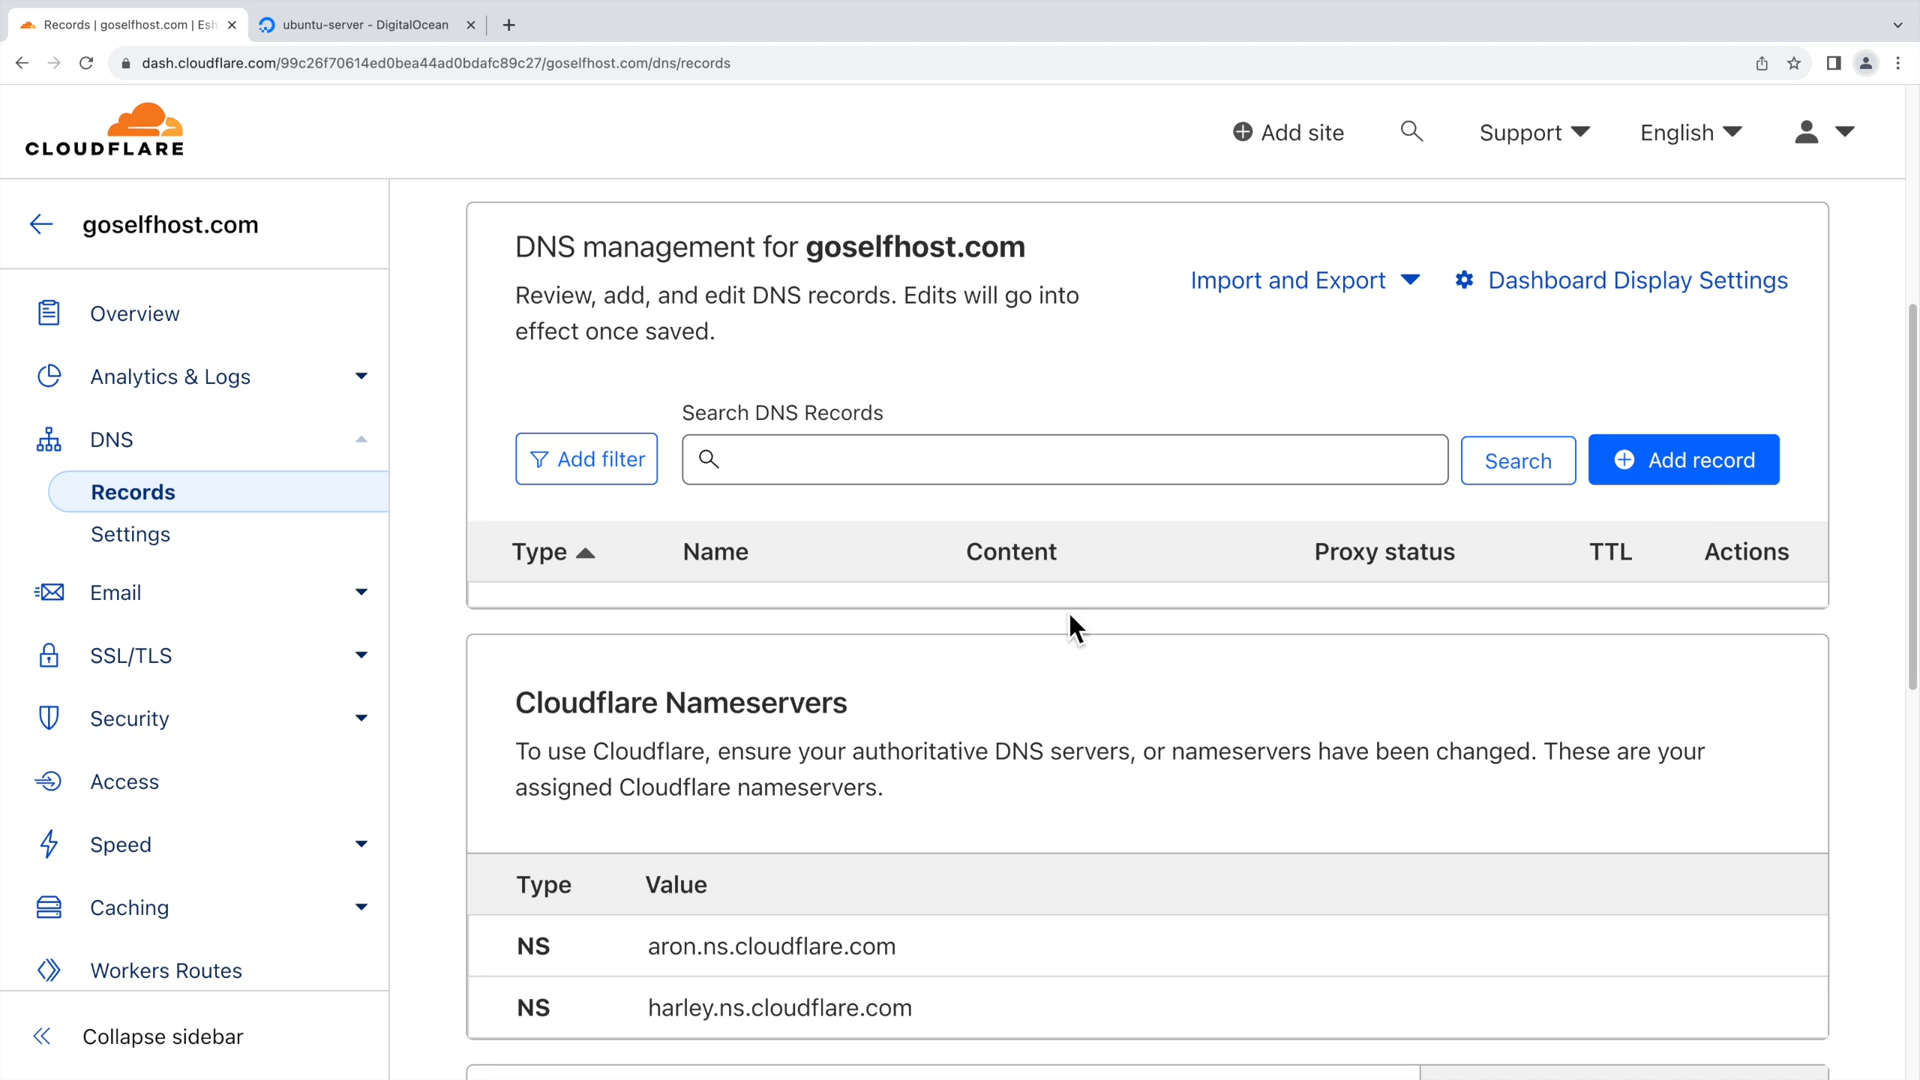 Records | goselfhost.com | Esh
ubuntu-server - DigitalOcean
dash.cloudflare.com/99c26f70614ed0bea44ad0bdafc89c27/goselfhost.com/dns/records
CLOUDFLARE
Add site
Support
English
goselfhost.com
Overview
Analytics & Logs
DNS
Records
Settings
Email
SSL/TLS
Security
Access
Speed
Caching
Workers Routes
Collapse sidebar
DNS management for goselfhost.com
Review, add, and edit DNS records. Edits will go into
effect once saved.
Import and Export
Dashboard Display Settings
Search DNS Records
Add filter
Search
Add record
Type Name Content Proxy status TTL Actions
Cloudflare Nameservers
To use Cloudflare, ensure your authoritative DNS servers, or nameservers have been changed. These are your
assigned Cloudflare nameservers.
Type Value
NS aron.ns.cloudflare.com
NS harley.ns.cloudflare.com